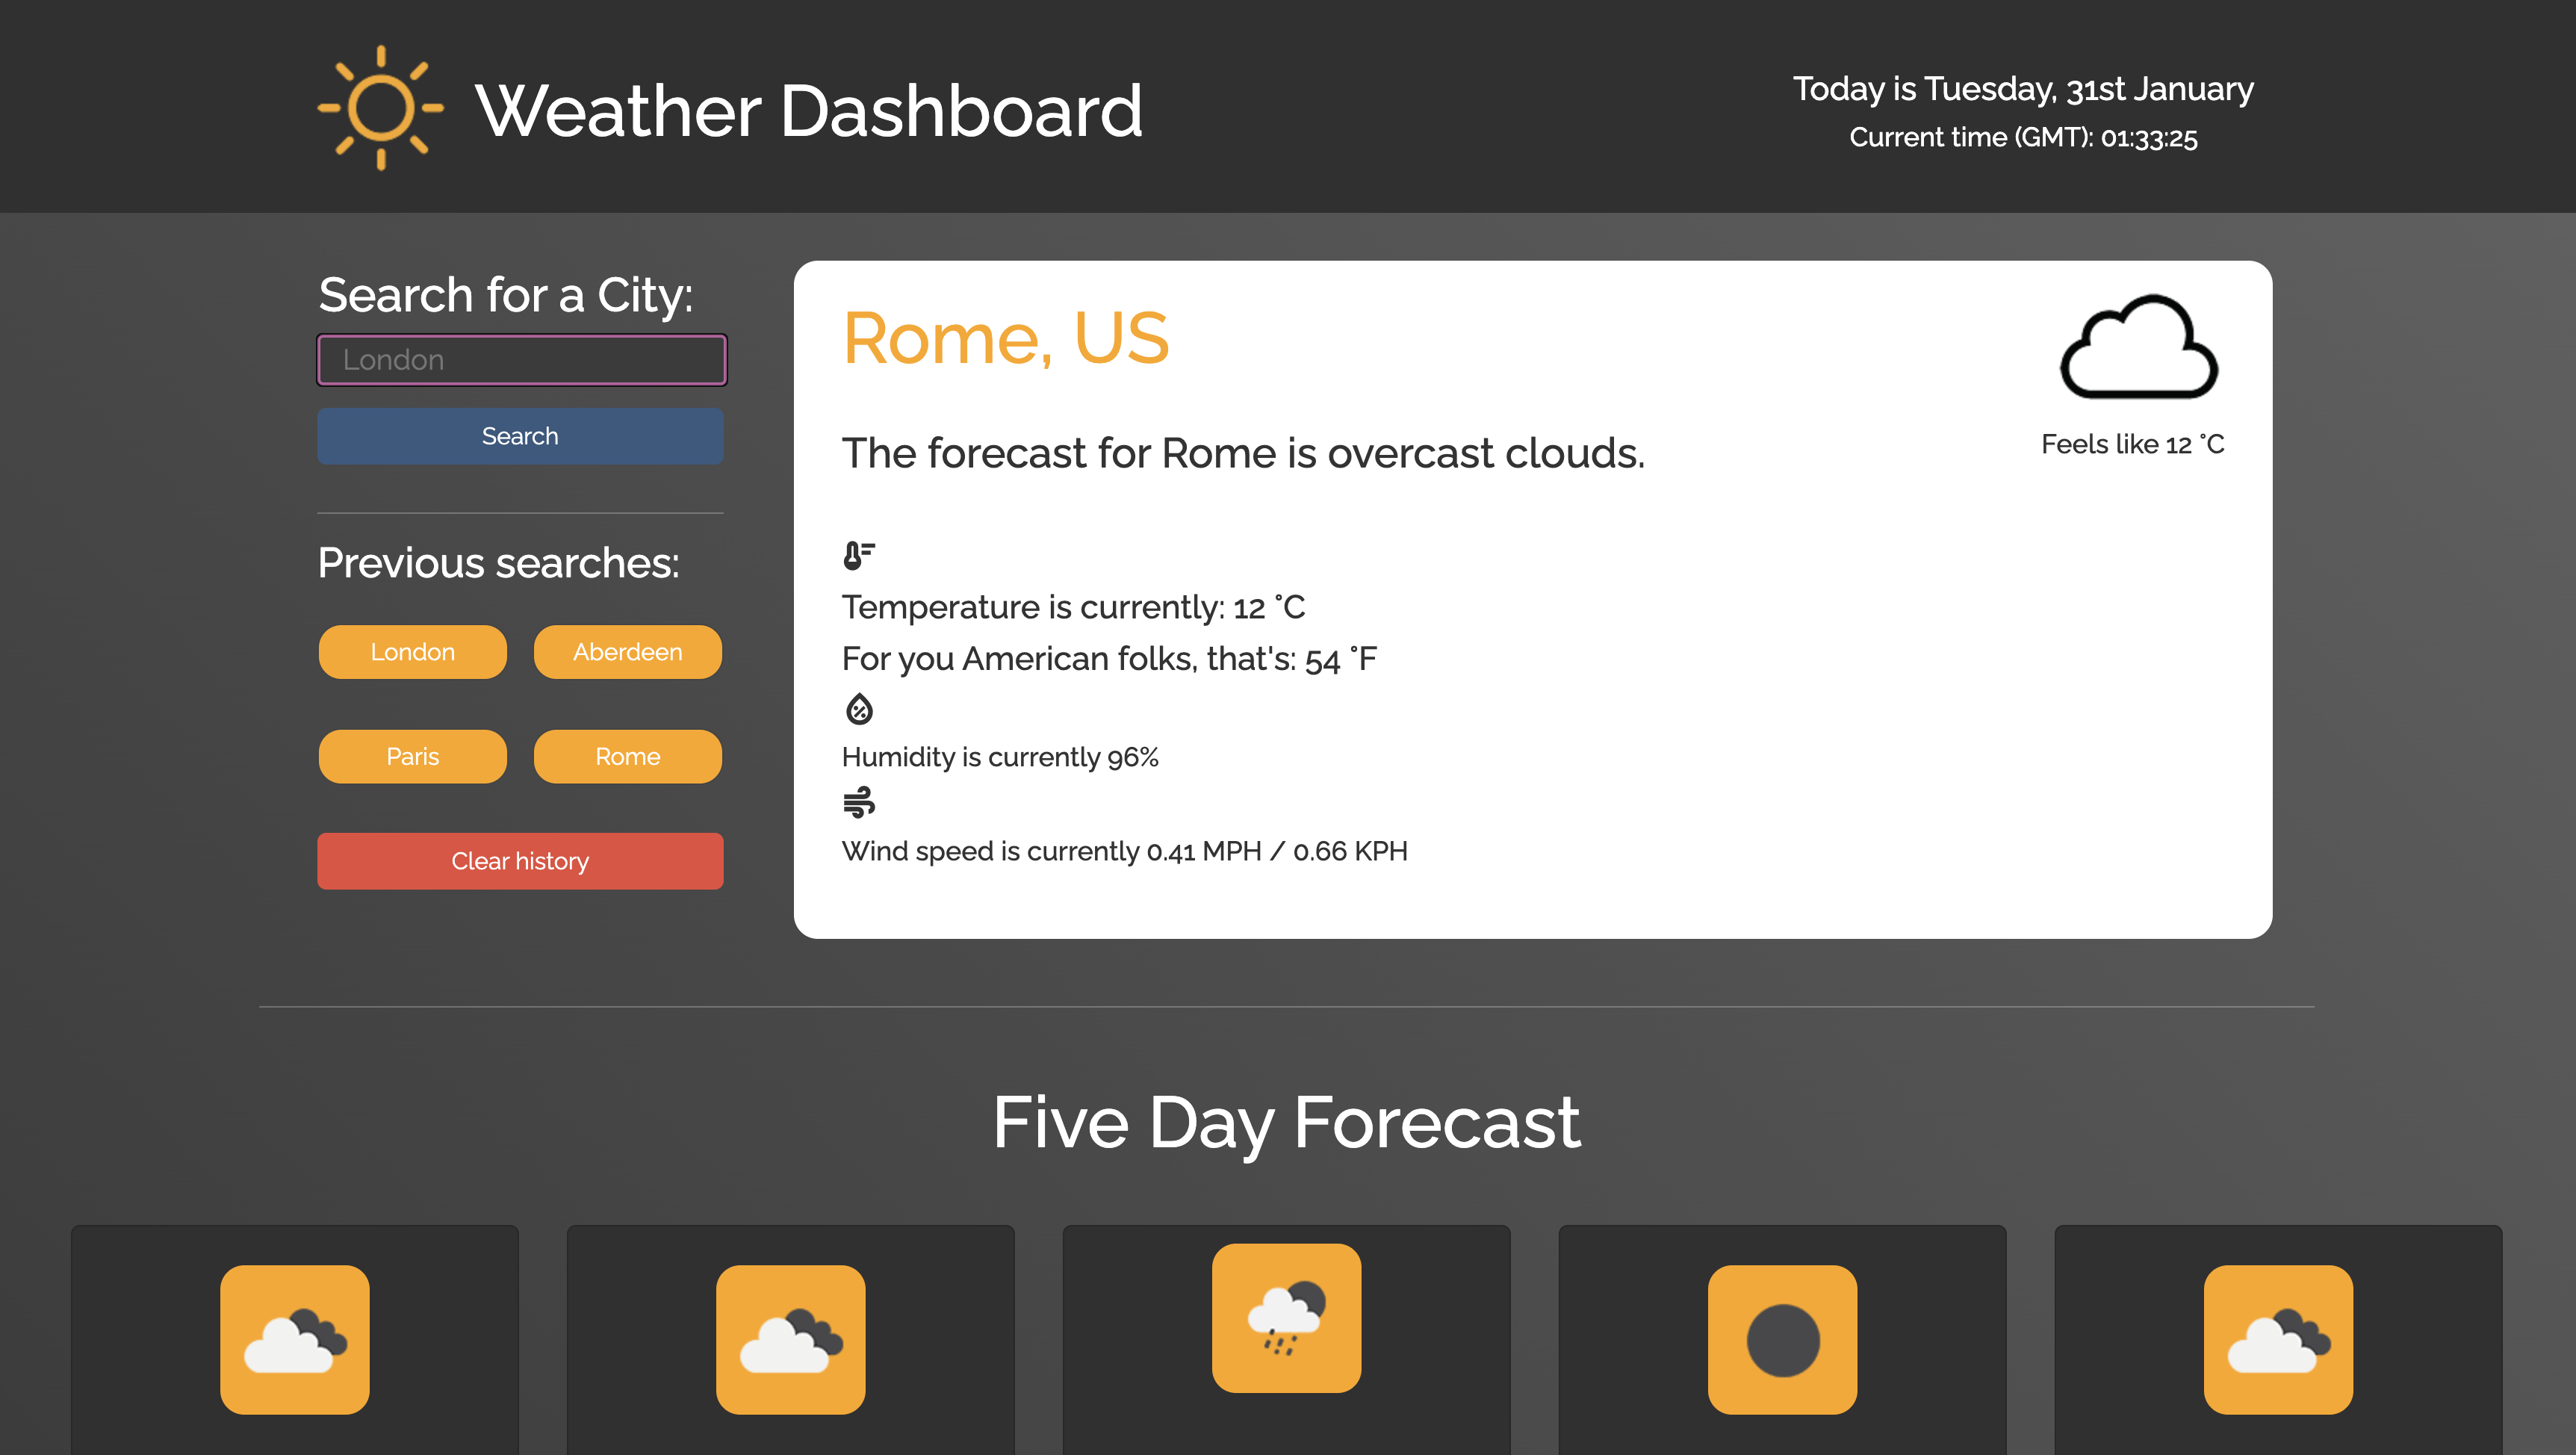 Weather Dashboard
Today is Tuesday, 31st January
Current time (GMT): 01:33:25
Search for a City:
London
Search
Previous searches:
London
Aberdeen
Paris
Rome
Clear history
Rome, US
Feels like 12 °C
The forecast for Rome is overcast clouds.
Temperature is currently: 12 °C
For you American folks, that's: 54 °F
Humidity is currently 96%
Wind speed is currently 0.41 MPH / 0.66 KPH
Five Day Forecast